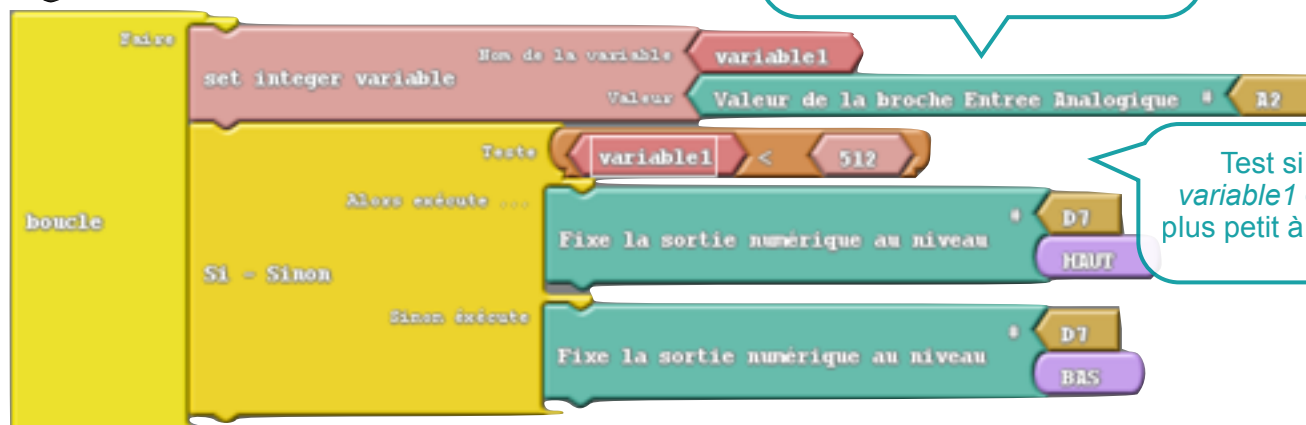 Faire
Nom de la variable
variable1
set integer variable
Valeur
Valeur de la broche Entree Analogique
#
A2
Teste
variable1
<
512
Test si
variable1
plus petit à
Alors exécute ...
boucle
Fixe la sortie numérique au niveau
#
D7
HAUT
Si - Sinon
Sinon éxécute
Fixe la sortie numérique au niveau
#
D7
BAS